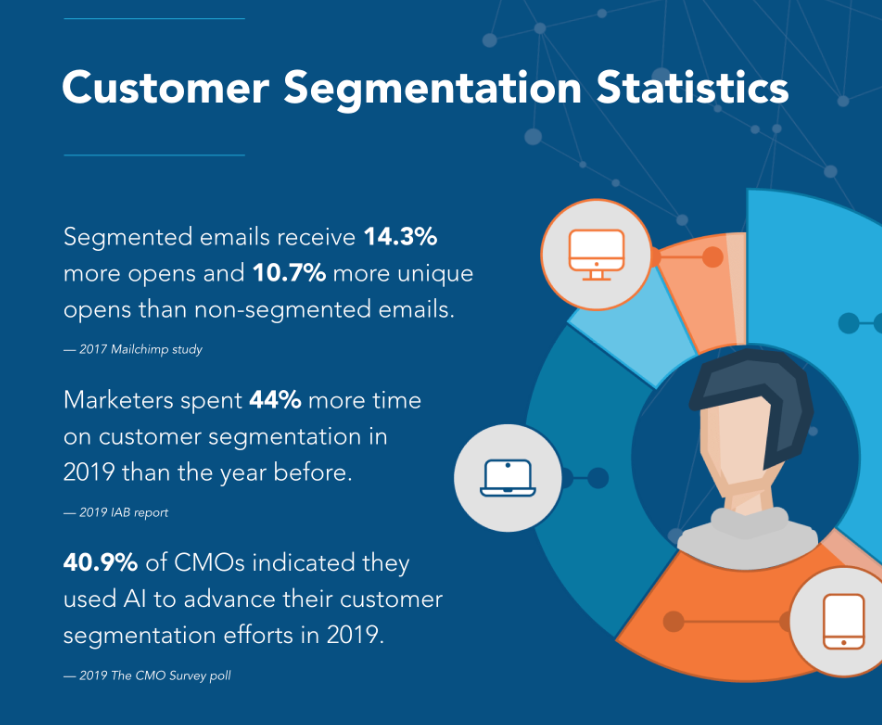 Customer Segmentation Statistics
Segmented emails receive 14.3%
more opens and 10.7% more unique
opens than non-segmented emails.
— 2017 Mailchimp study
Marketers spent 44% more time
on customer segmentation in
2019 than the year before.
— 2019 IAB report
40.9% of CMOs indicated they
used AI to advance their customer
segmentation efforts in 2019.
— 2019 The CMO Survey poll